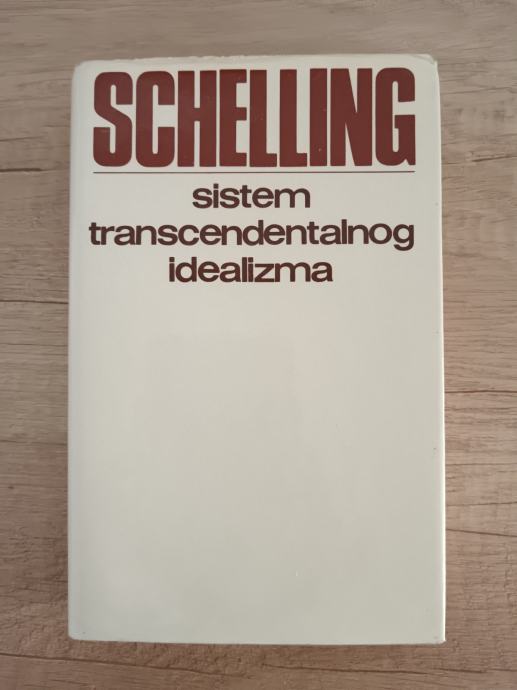 SCHELLING
sistem
transcendentalnog
idealizma